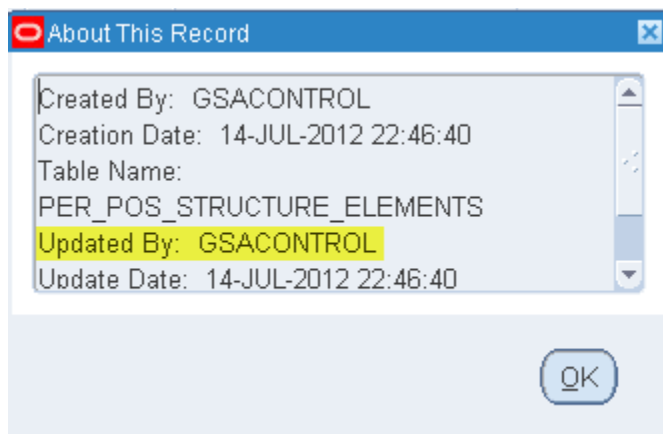 About This Record
Created By: GSACONTROL
Creation Date: 14-JUL-2012 22:46:40
Table Name:
PER_POS_STRUCTURE_ELEMENTS
Updated By: GSACONTROL
Update Date: 14-JUL-2012 22:46:40
OK